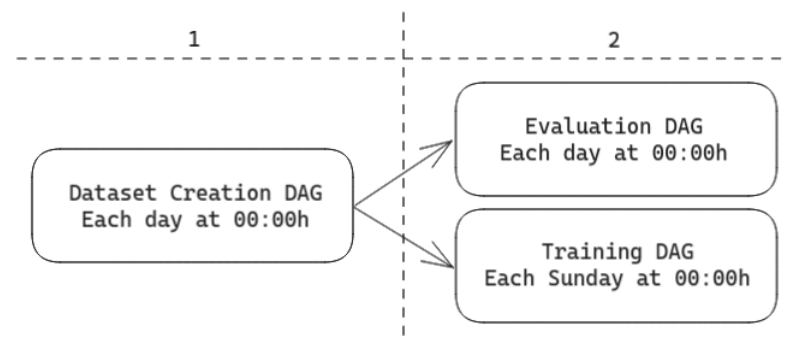 1
2
Dataset Creation DAG
Each day at 00:00h
Evaluation DAG
Each day at 00:00h
Training DAG
Each Sunday at 00:00h